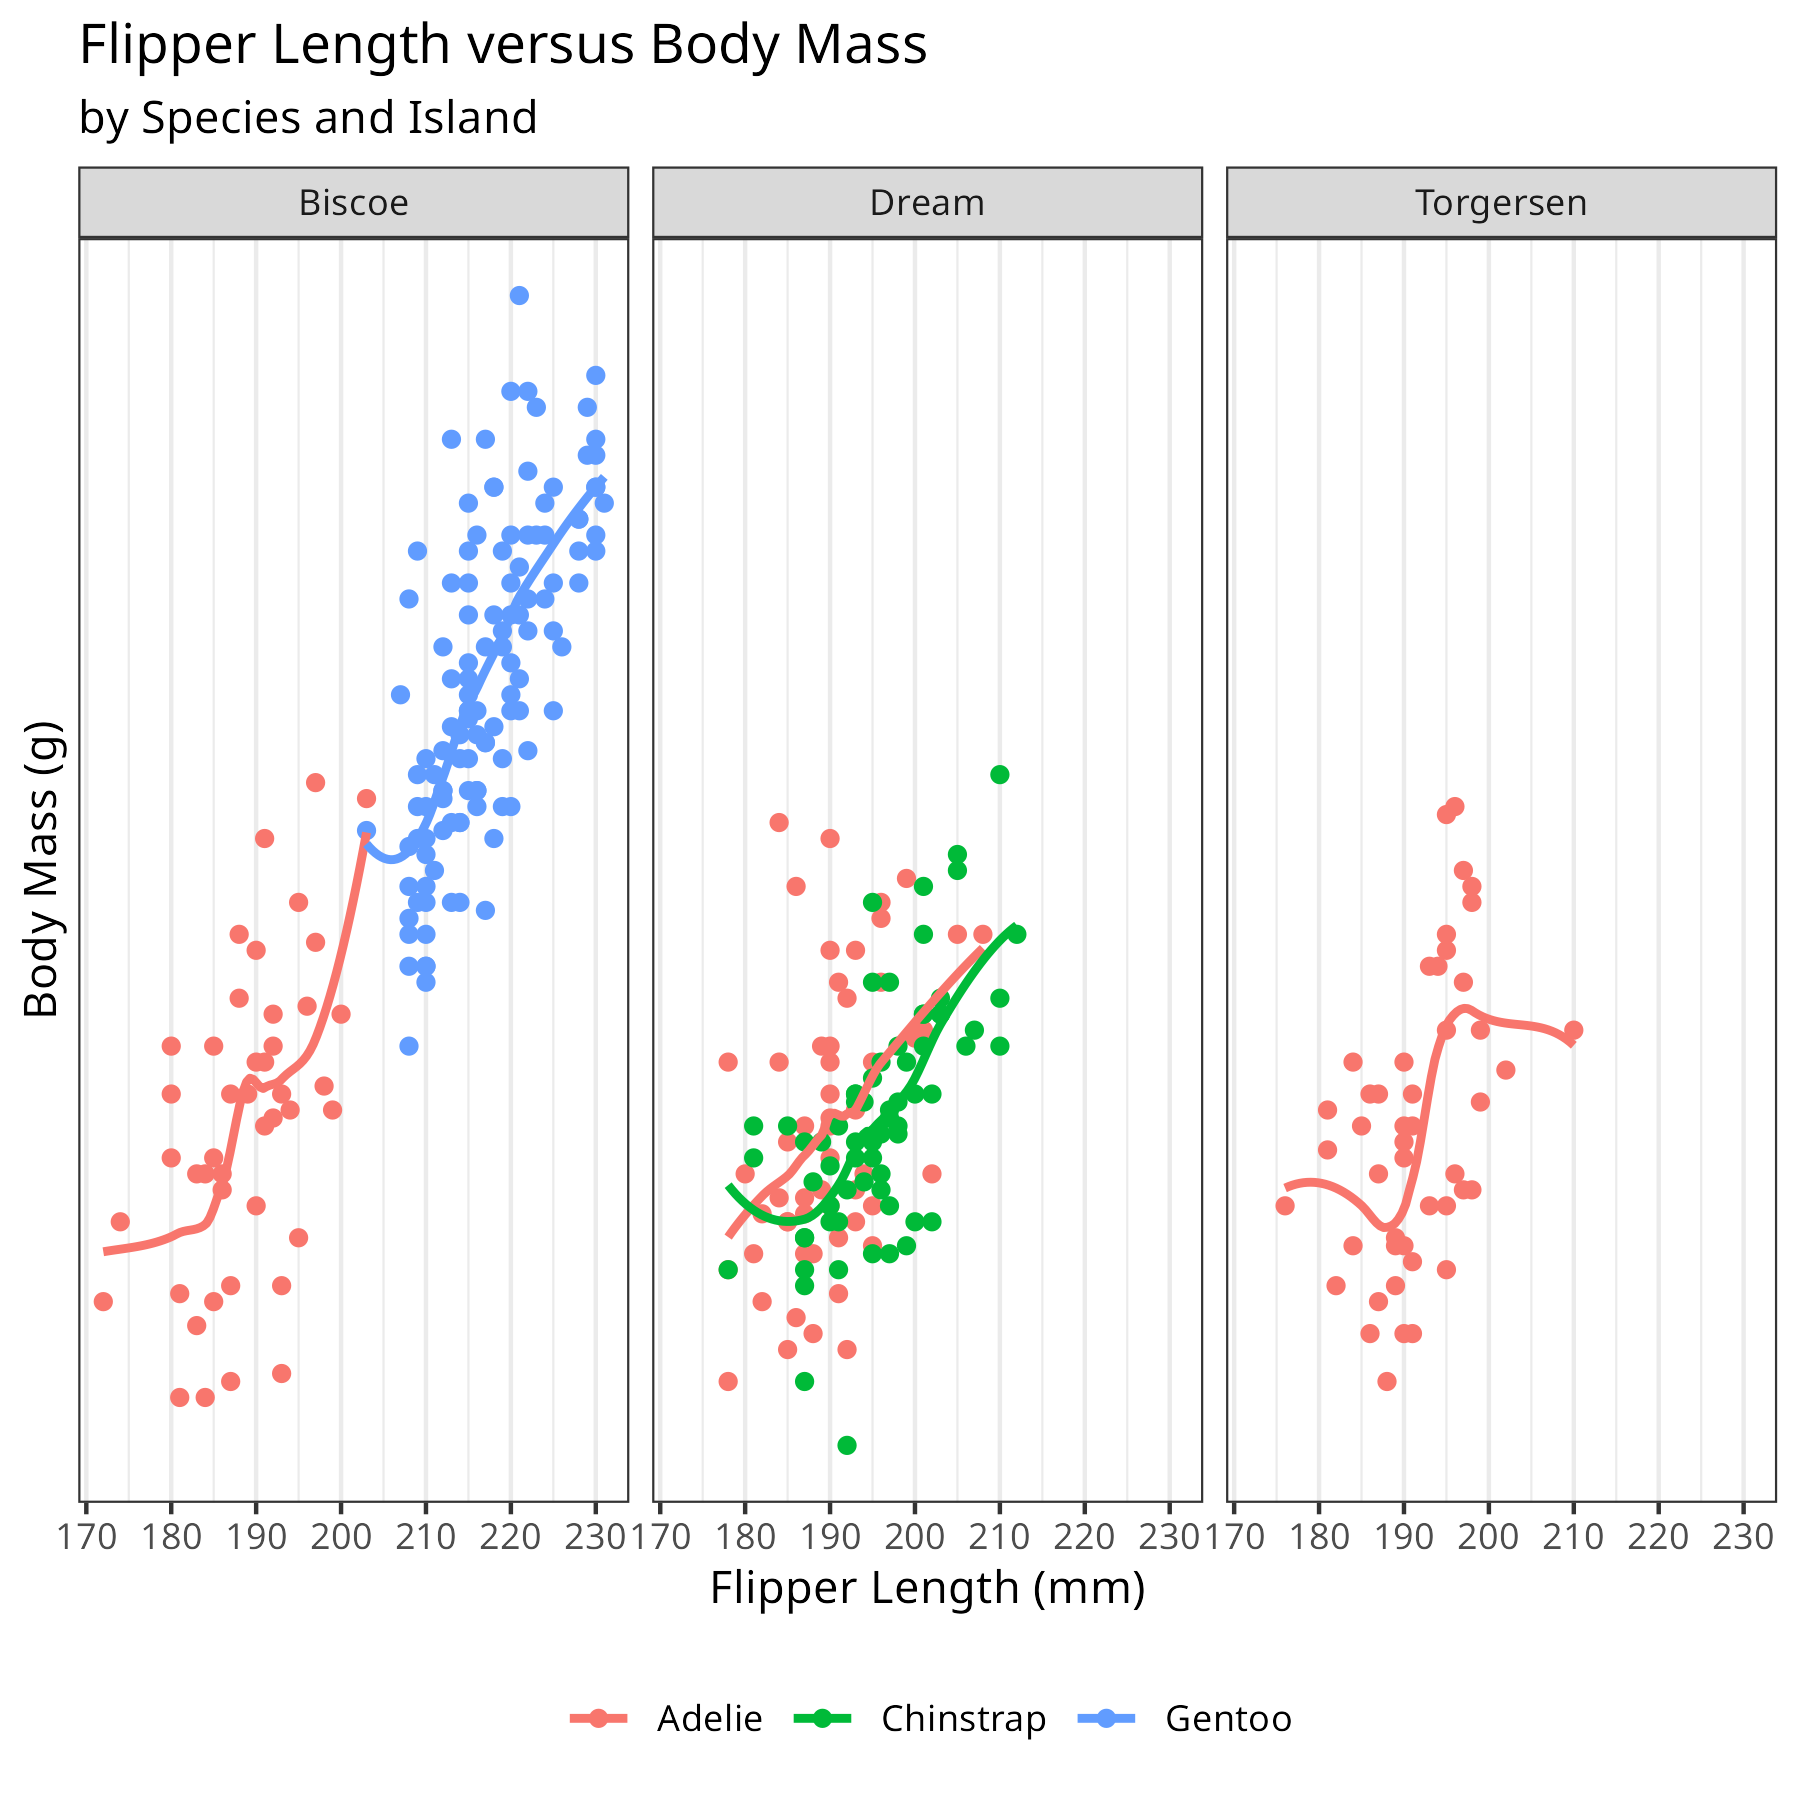 Flipper Length versus Body Mass
by Species and Island
Biscoe Dream Torgersen
Body Mass (g)
170 180 190 200 210 220 230 170 180 190 200 210 220 230 170 180 190 200 210 220 230
Flipper Length (mm)
Adelie Chinstrap Gentoo